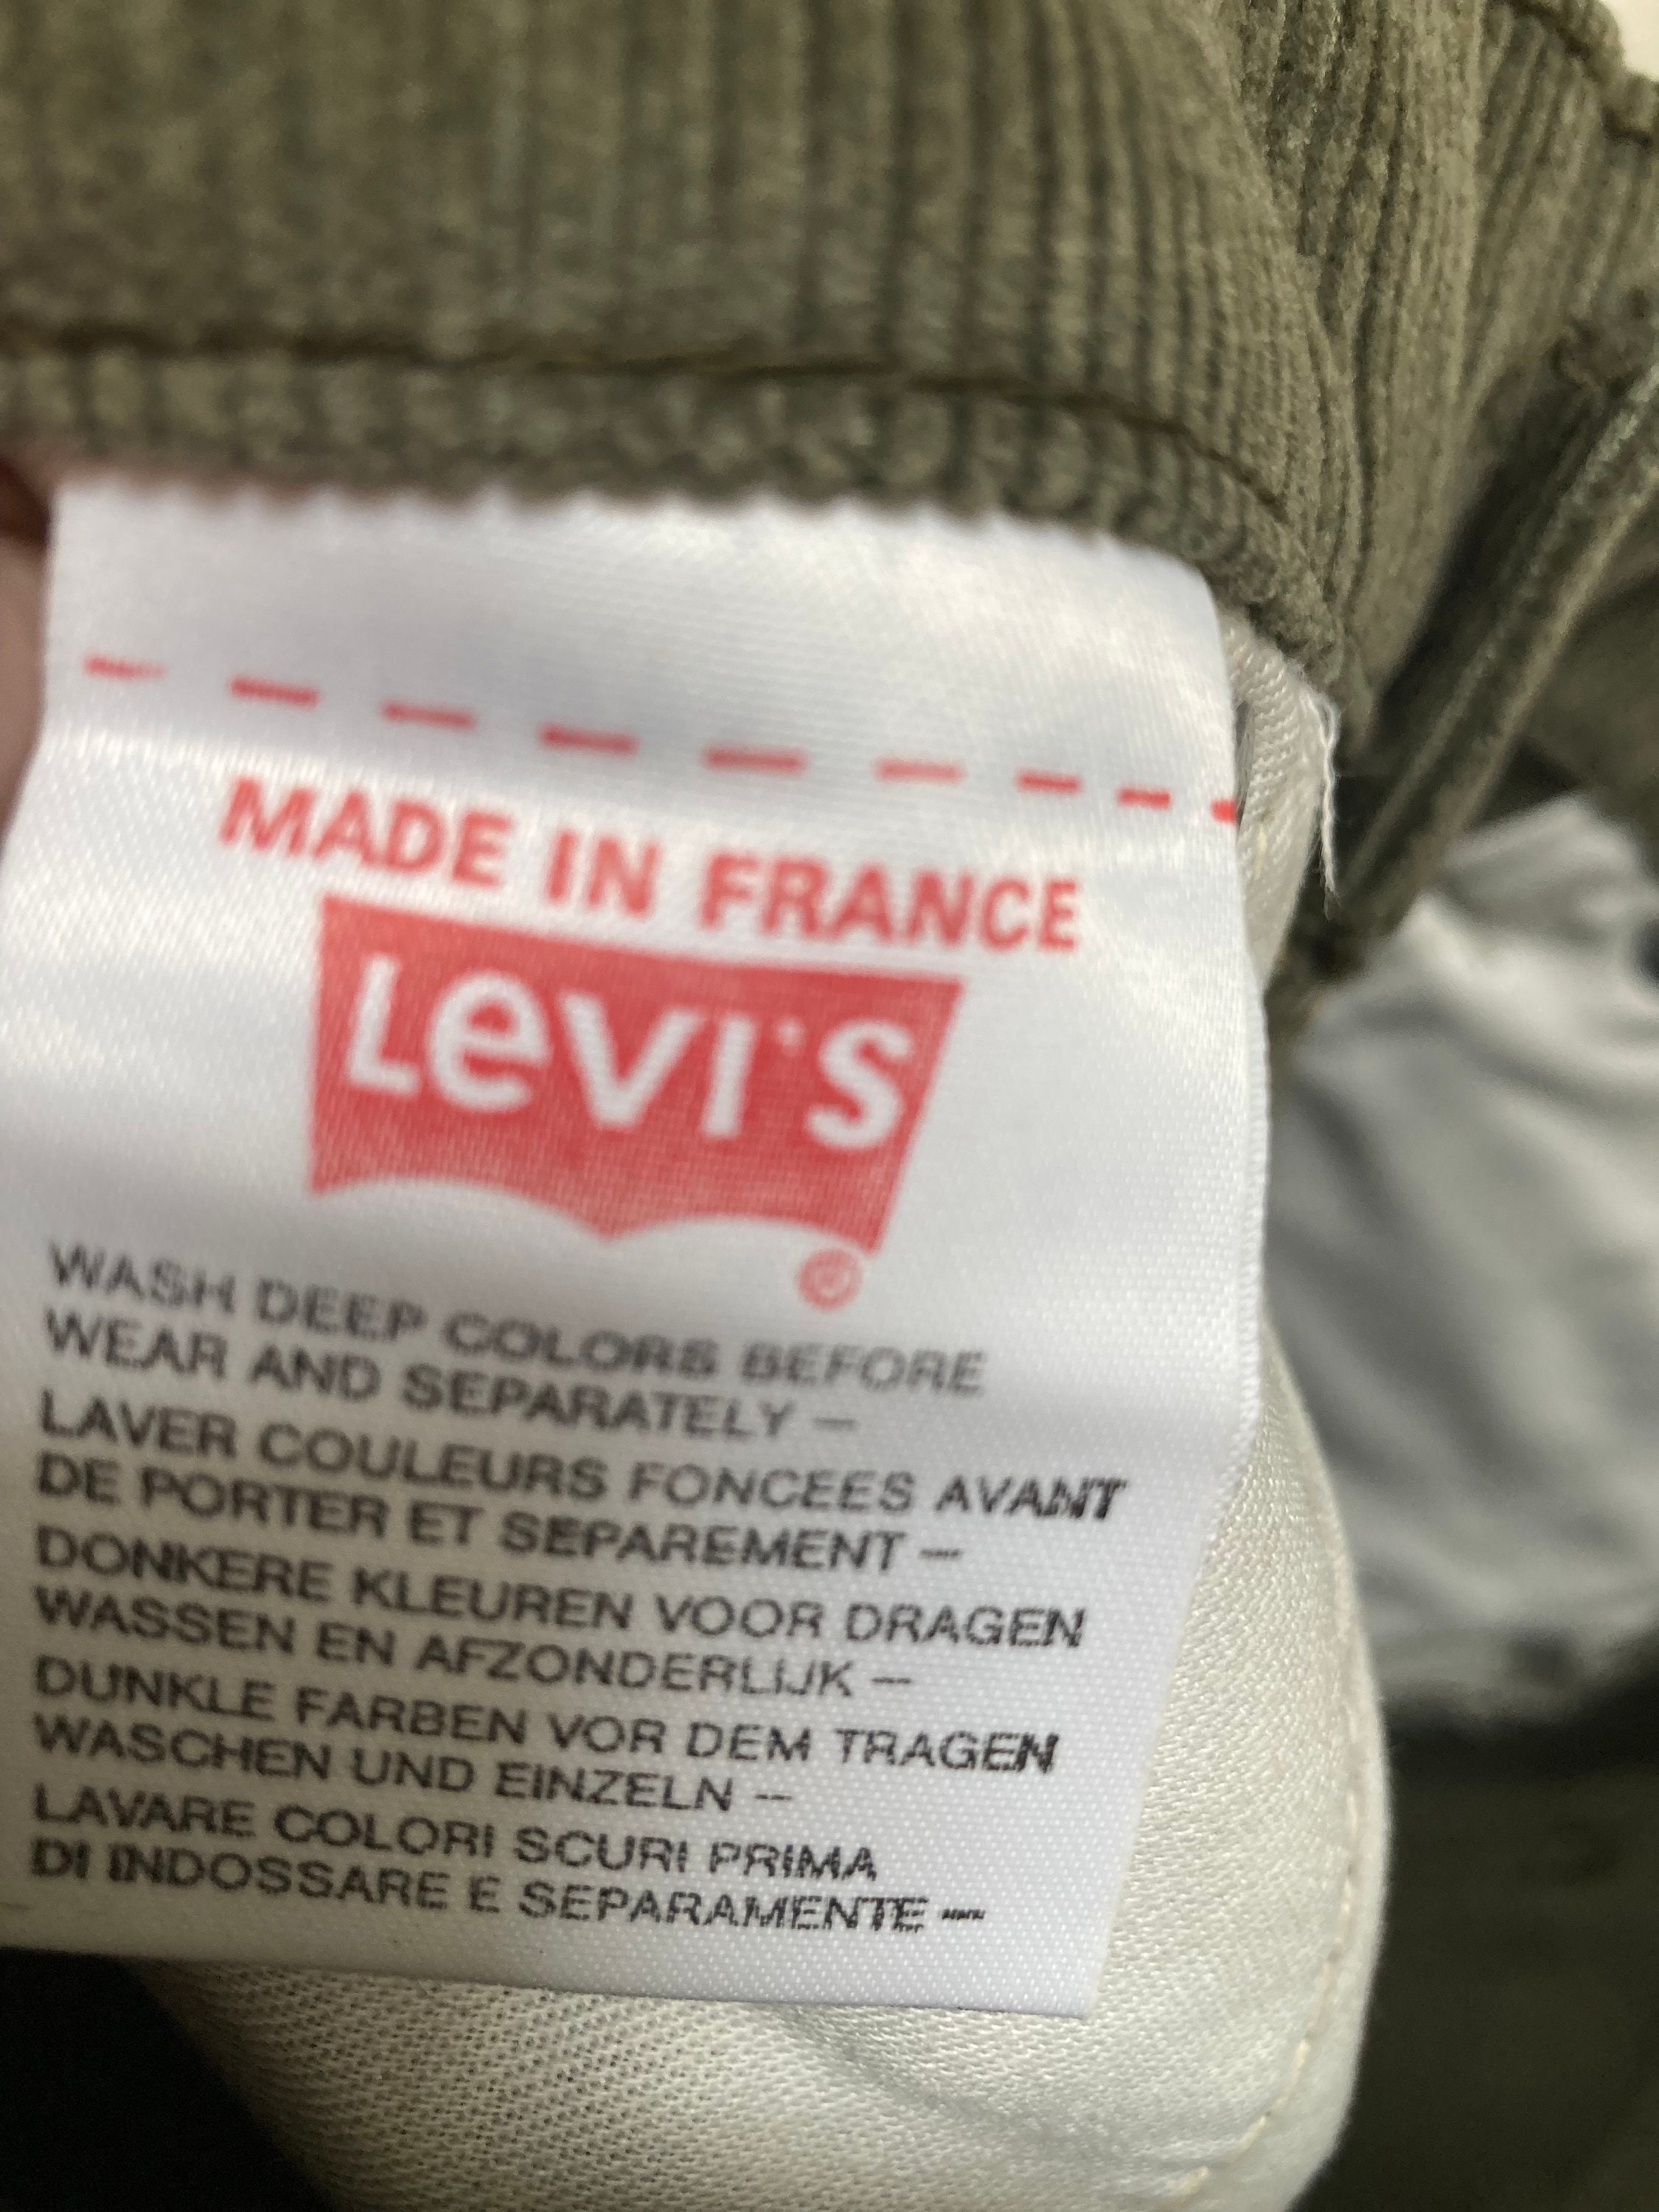 MADE IN FRANCE
LEVI'S
®
WASH DEEP COLORS BEFORE
WEAR AND SEPARATELY —
LAVER COULEURS FONCEES AVANT
DE PORTER ET SEPAREMENT —
DONKERE KLEUREN VOOR DRAGEN
WASSEN EN AFZONDERLIJK —
DUNKLE FARBEN VOR DEM TRAGEN
WASCHEN UND EINZELN —
LAVARE COLORI SCURI PRIMA
DI INDOSSARE E SEPARAMENTE —